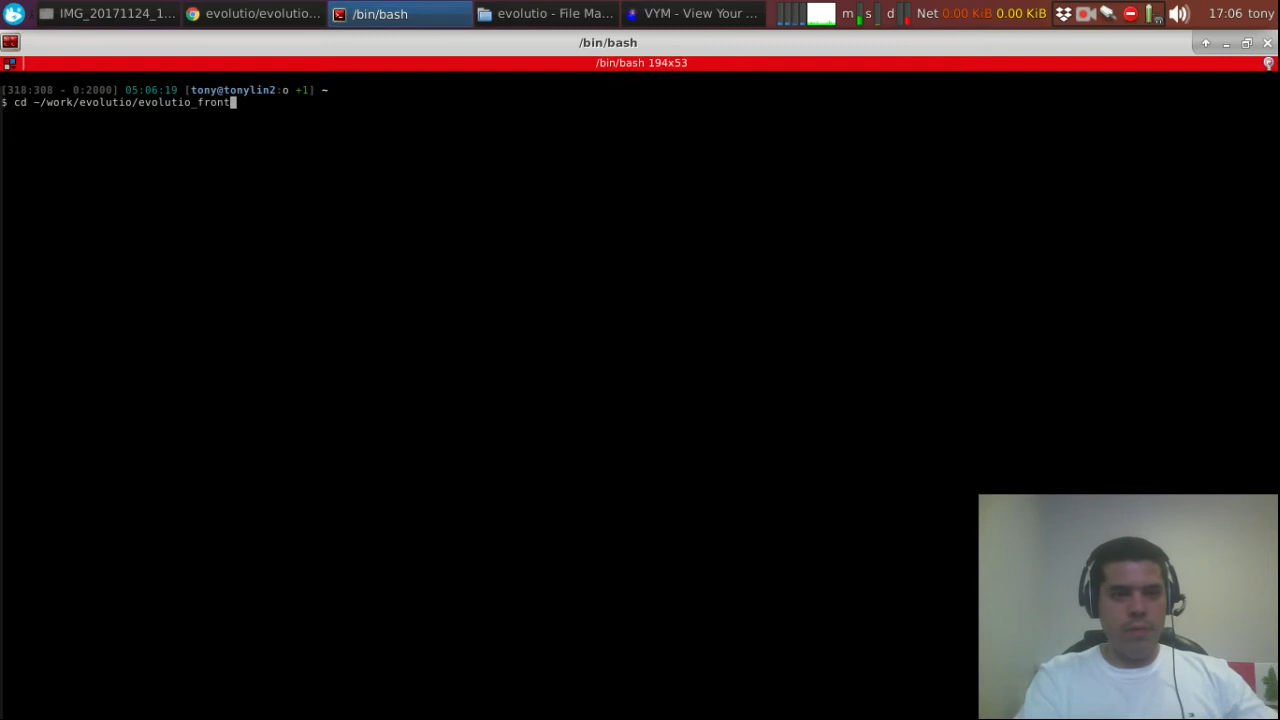 IMG_20171124_1...
evolutio/evolutio...
/bin/bash
evolutio - File Ma...
VYM - View Your ...
m
s
d
Net 0.00 KiB 0.00 KiB
17:06 tony
/bin/bash
/bin/bash 194x53
[318:308 - 0:2000] 05:06:19 [tony@tonylin2:o +1] ~
$ cd ~/work/evolutio/evolutio_front